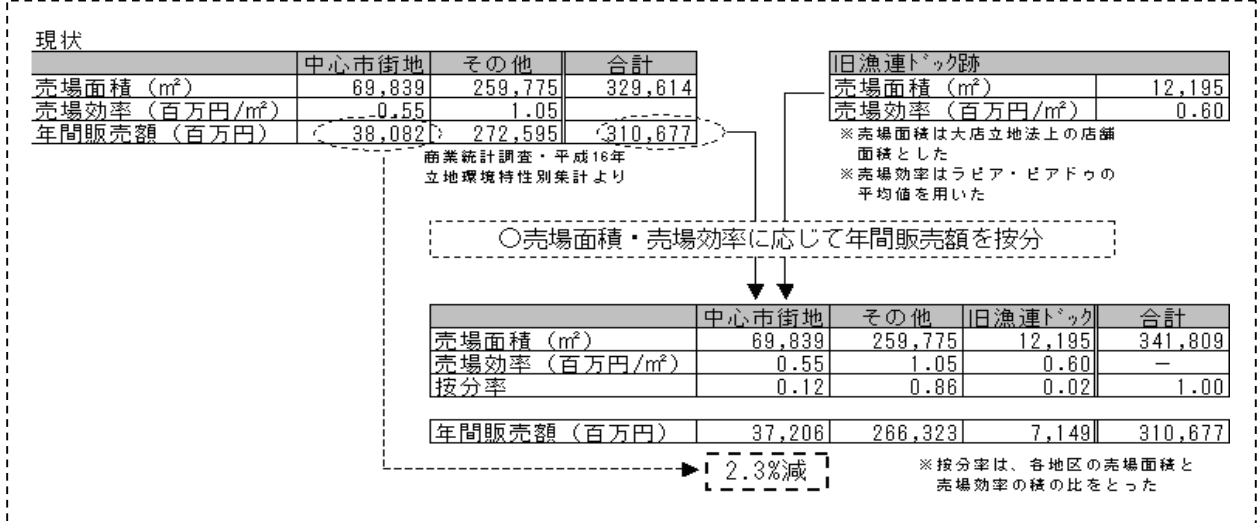 現状
中心市街地 その他 合計
売場面積（㎡） 69,839 259,775 329,614
売場効率（百万円/㎡） 0.55 1.05
年間販売額（百万円） 38,082 272,595 310,677
商業統計調査・平成16年
立地環境特性別集計より
旧漁連ﾄﾞｯｸ跡
売場面積（㎡） 12,195
売場効率（百万円/㎡） 0.60
※売場面積は大店立地法上の店舗
面積とした
※売場効率はラピア・ピアドゥの
平均値を用いた
○売場面積・売場効率に応じて年間販売額を按分
中心市街地 その他 旧漁連ﾄﾞｯｸ 合計
売場面積（㎡） 69,839 259,775 12,195 341,809
売場効率（百万円/㎡） 0.55 1.05 0.60 －
按分率 0.12 0.86 0.02 1.00
年間販売額（百万円） 37,206 266,323 7,149 310,677
2.3%減
※按分率は、各地区の売場面積と
売場効率の積の比をとった